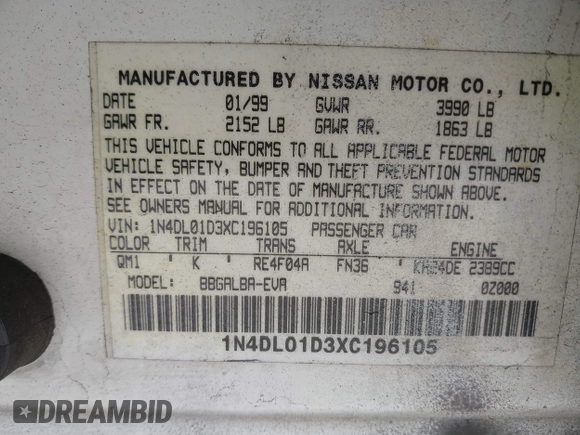 MANUFACTURED BY NISSAN MOTOR CO., LTD.
DATE 01/99 GVWR 3990 LB
GAWR FR. 2152 LB GAWR RR. 1863 LB
THIS VEHICLE CONFORMS TO ALL APPLICABLE FEDERAL MOTOR
VEHICLE SAFETY, BUMPER AND THEFT PREVENTION STANDARDS
IN EFFECT ON THE DATE OF MANUFACTURE SHOWN ABOVE.
SEE OWNERS MANUAL FOR ADDITIONAL INFORMATION.
VIN: 1N4DL01D3XC196105 PASSENGER CAR
COLOR TRIM TRANS AXLE ENGINE
QM1 K RE4F04A FN36 KA24DE 2389CC
MODEL: BBGALBA-EVA 941 0Z000
1N4DL01D3XC196105
DREAMBID